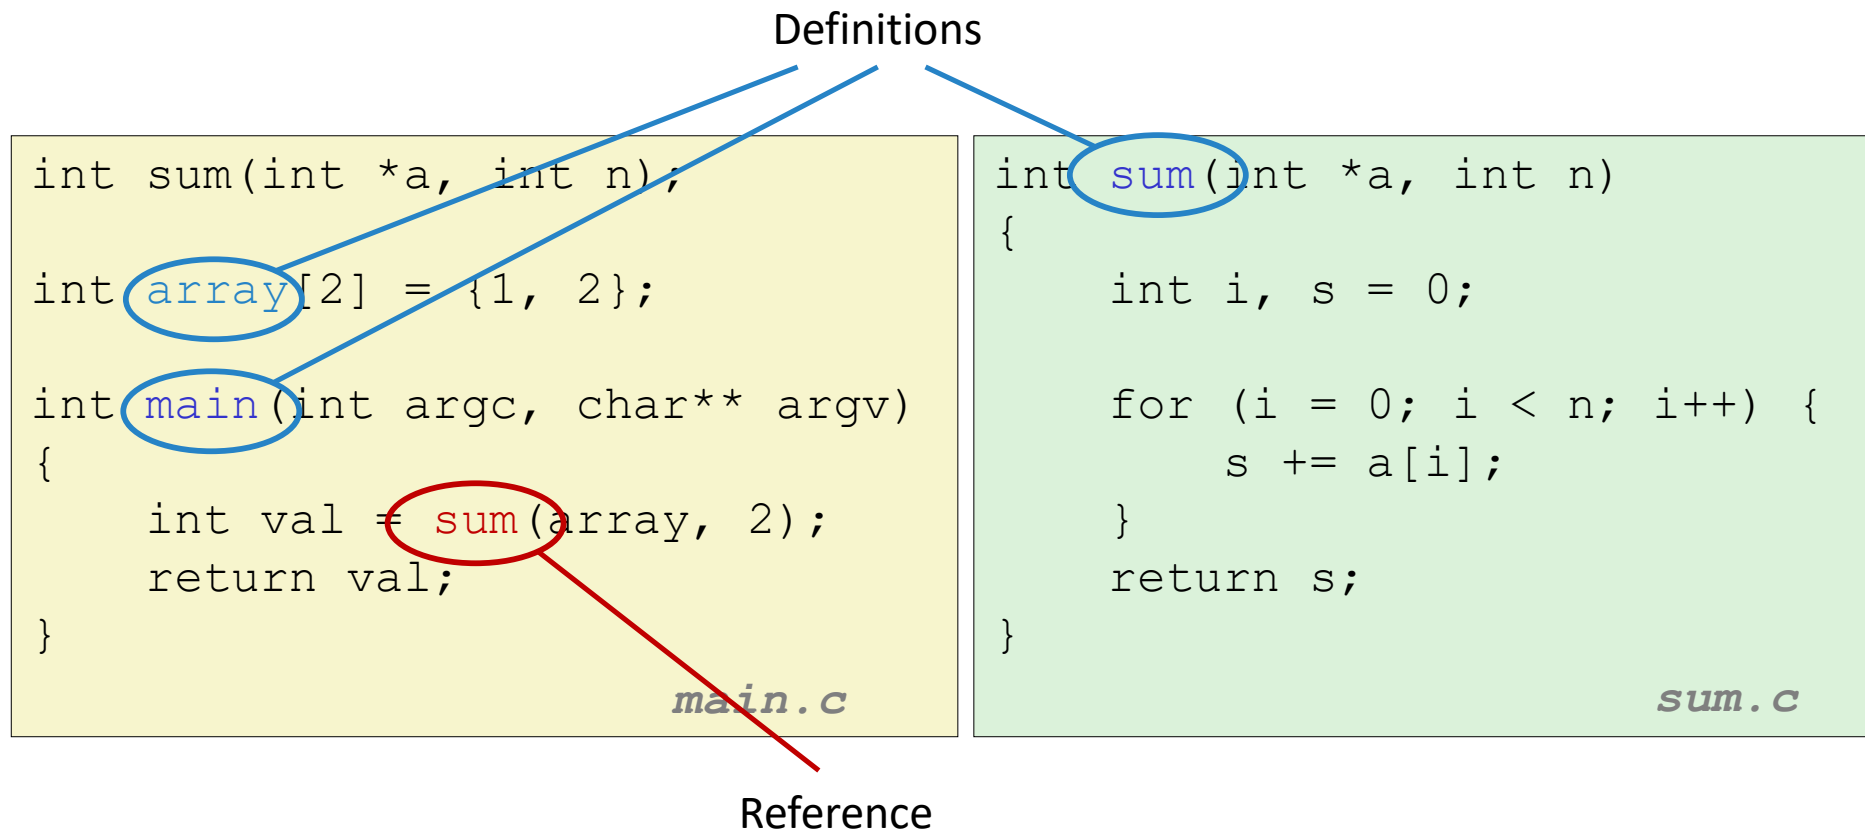 Definitions
int sum(int *a, int n);
int array[2] = {1, 2};
int main(int argc, char** argv)
{
    int val = sum(array, 2);
    return val;
}
main.c
int sum(int *a, int n)
{
    int i, s = 0;
    for (i = 0; i < n; i++) {
        s += a[i];
    }
    return s;
}
sum.c
Reference